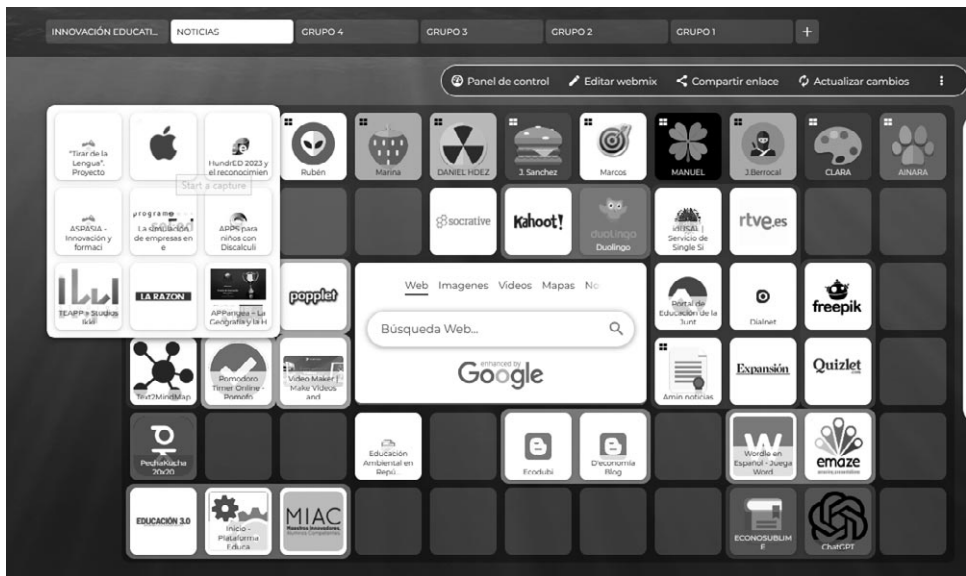 INNOVACIÓN EDUCATI...
NOTICIAS
GRUPO 4
GRUPO 3
GRUPO 2
GRUPO 1
+
Panel de control
Editar webmix
Compartir enlace
Actualizar cambios
"Tirar de la
Lengua".
Proyecto
HundrED 2023 y
el reconocimien
Rubén
Marina
DANIEL HDEZ
J. Sanchez
Marcos
MANUEL
J.Berrocal
CLARA
AINARA
Start a capture
ASPASIA -
Innovación y
formaci
programa
La simulación
de empresas en
e
APPS para
niños con
Discalculi
socrative
Kahoot!
duolingo
Duolingo
idUSAL |
Servicio de
Single Si
rtve.es
TEAPP » Studios
LA RAZON
APPangea – La
Geografía y la H
popplet
Web
Imagenes
Videos
Mapas
No
Búsqueda Web...
enhanced by
Google
Portal de
Educación de la
Junt
Dialnet
freepik
Text2MindMap
Pomodoro
Timer Online -
Pomofo
Video Maker |
Make Videos
and
Amin noticias
Expansión
Quizlet
PechaKucha
20x20
Educación
Ambiental en
Repú
Ecodubi
D'economía
Blog
W
Wordle en
Español - Juega
Word
emaze
EDUCACIÓN 3.0
Inicio -
Plataforma
Educa
MIAC
Maestros Innovadores,
Alumnos Competentes
ECONOSUBLIM
E
ChatGPT